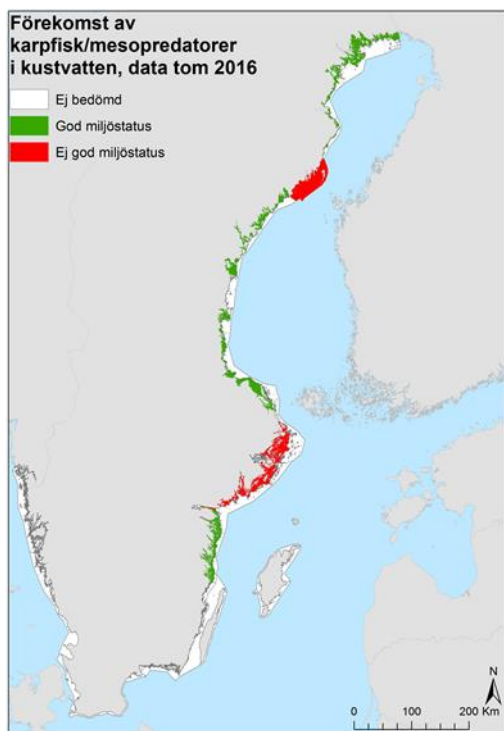 Förekomst av
karpfisk/mesopredatorer
i kustvatten, data tom 2016
Ej bedömd
God miljöstatus
Ej god miljöstatus
N
0 100 200 Km